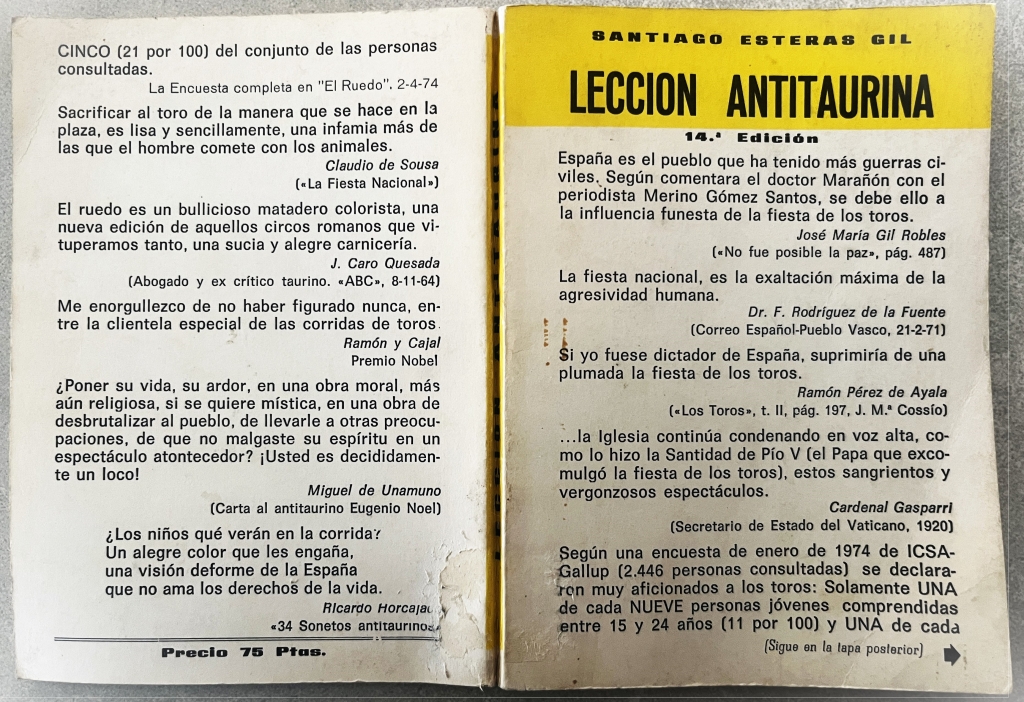 CINCO (21 por 100) del conjunto de las personas
consultadas.
La Encuesta completa en "El Ruedo". 2-4-74
Sacrificar al toro de la manera que se hace en la
plaza, es lisa y sencillamente, una infamia más de
las que el hombre comete con los animales.
Claudio de Sousa
(«La Fiesta Nacional»)
El ruedo es un bullicioso matadero colorista, una
nueva edición de aquellos circos romanos que vi-
tuperamos tanto, una sucia y alegre carnicería.
J. Caro Quesada
(Abogado y ex crítico taurino. «ABC», 8-11-64)
Me enorgullezco de no haber figurado nunca, en-
tre la clientela especial de las corridas de toros.
Ramón y Cajal
Premio Nobel
¿Poner su vida, su ardor, en una obra moral, más
aún religiosa, si se quiere mística, en una obra de
desbrutalizar al pueblo, de llevarle a otras preocu-
paciones, de que no malgaste su espíritu en un
espectáculo atontecedor? ¡Usted es decididamen-
te un loco!
Miguel de Unamuno
(Carta al antitaurino Eugenio Noel)
¿Los niños qué verán en la corrida?
Un alegre color que les engaña,
una visión deforme de la España
que no ama los derechos de la vida.
Ricardo Horcajad
«34 Sonetos antitaurinos»
Precio 75 Ptas.
SANTIAGO ESTERAS GIL
LECCION ANTITAURINA
14.ª Edición
España es el pueblo que ha tenido más guerras ci-
viles. Según comentara el doctor Marañón con el
periodista Merino Gómez Santos, se debe ello a
la influencia funesta de la fiesta de los toros.
José María Gil Robles
(«No fue posible la paz», pág. 487)
La fiesta nacional, es la exaltación máxima de la
agresividad humana.
Dr. F. Rodríguez de la Fuente
(Correo Español-Pueblo Vasco, 21-2-71)
Si yo fuese dictador de España, suprimiría de una
plumada la fiesta de los toros.
Ramón Pérez de Ayala
(«Los Toros», t. II, pág. 197, J. M.ª Cossío)
...la Iglesia continúa condenando en voz alta, co-
mo lo hizo la Santidad de Pío V (el Papa que exco-
mulgó la fiesta de los toros), estos sangrientos y
vergonzosos espectáculos.
Cardenal Gasparri
(Secretario de Estado del Vaticano, 1920)
Según una encuesta de enero de 1974 de ICSA-
Gallup (2.446 personas consultadas) se declara-
ron muy aficionados a los toros: Solamente UNA
de cada NUEVE personas jóvenes comprendidas
entre 15 y 24 años (11 por 100) y UNA de cada
(Sigue en la tapa posterior)